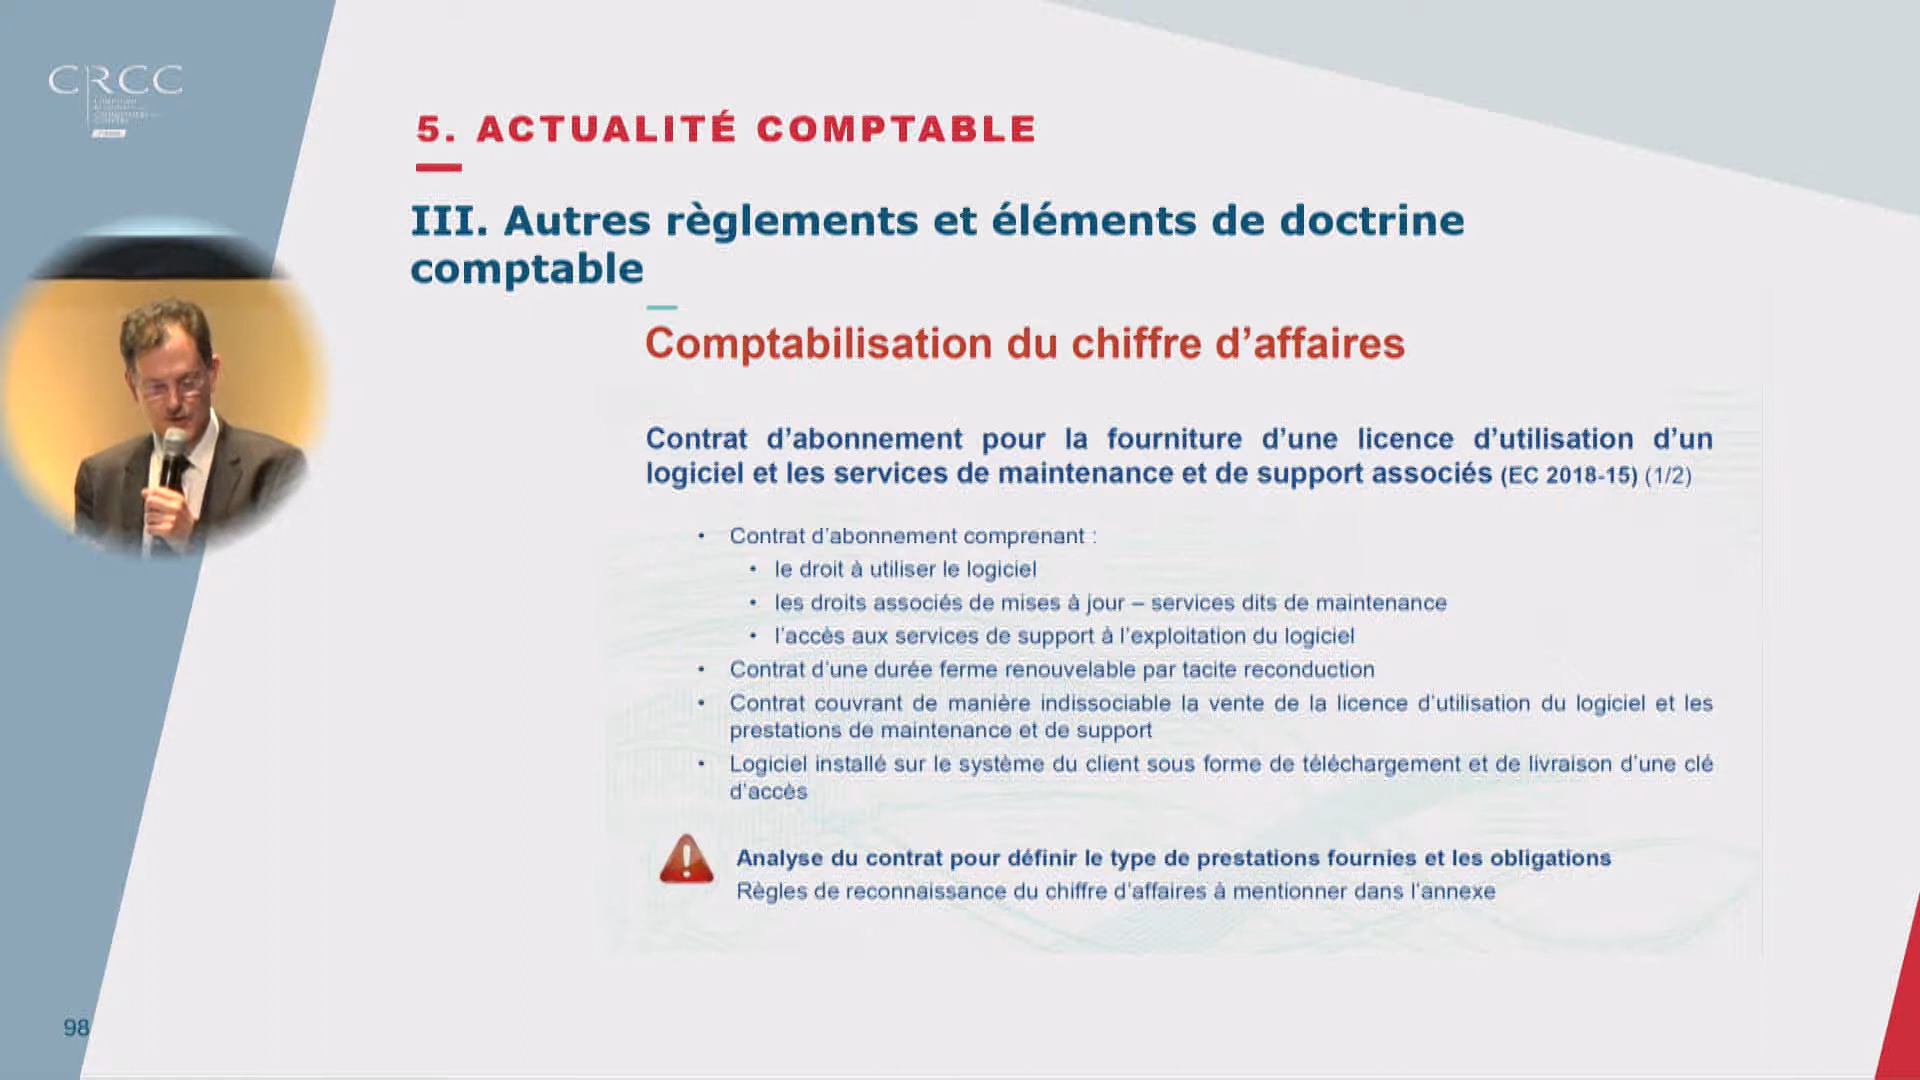 CRCC
5. ACTUALITÉ COMPTABLE
III. Autres règlements et éléments de doctrine
comptable
Comptabilisation du chiffre d’affaires
Contrat d’abonnement pour la fourniture d’une licence d’utilisation d’un
logiciel et les services de maintenance et de support associés (EC 2018-15) (1/2)
• Contrat d’abonnement comprenant :
• le droit à utiliser le logiciel
• les droits associés de mises à jour – services dits de maintenance
• l’accès aux services de support à l’exploitation du logiciel
• Contrat d’une durée ferme renouvelable par tacite reconduction
• Contrat couvrant de manière indissociable la vente de la licence d’utilisation du logiciel et les
prestations de maintenance et de support
• Logiciel installé sur le système du client sous forme de téléchargement et de livraison d’une clé
d’accès
Analyse du contrat pour définir le type de prestations fournies et les obligations
Règles de reconnaissance du chiffre d’affaires à mentionner dans l’annexe
98